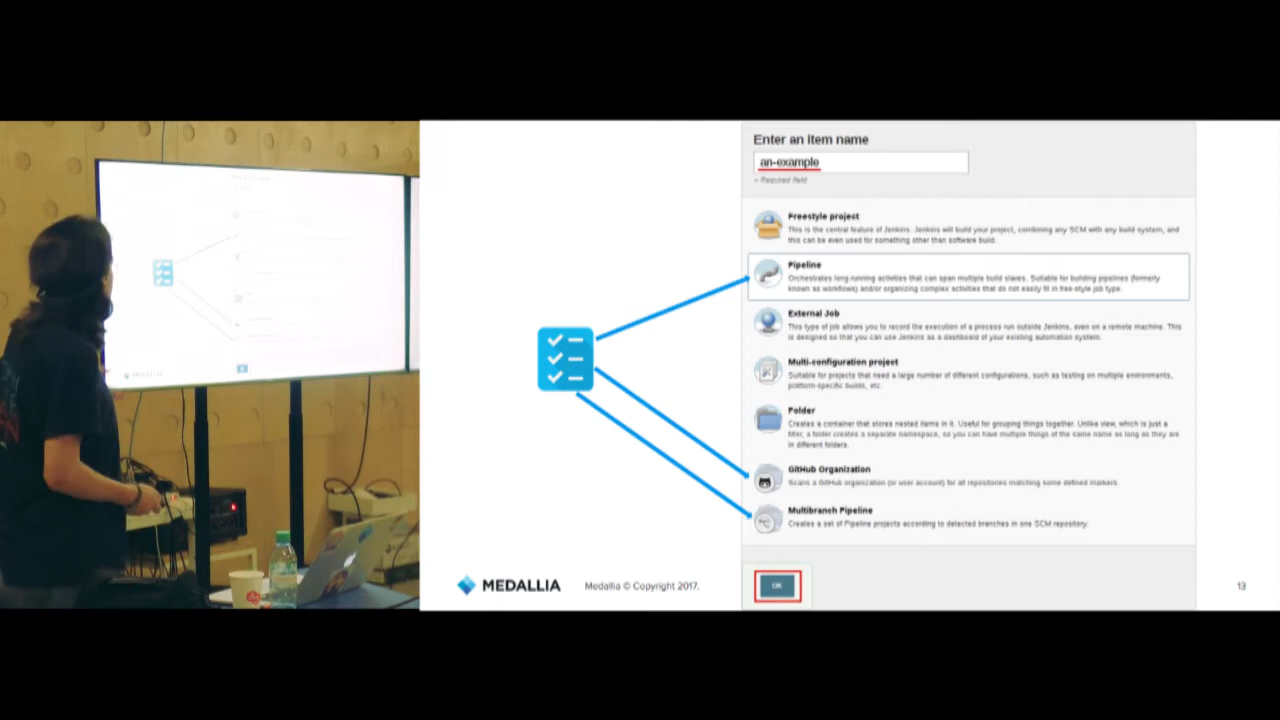 Enter an item name
an-example
» Required field
Freestyle project
This is the central feature of Jenkins. Jenkins will build your project, combining any SCM with any build system, and
this can be even used for something other than software build.
Pipeline
Orchestrates long-running activities that can span multiple build slaves. Suitable for building pipelines (formerly
known as workflows) and/or organizing complex activities that do not easily fit in free-style job type.
External Job
This type of job allows you to record the execution of a process run outside Jenkins, even on a remote machine. This
is designed so that you can use Jenkins as a dashboard of your existing automation system.
Multi-configuration project
Suitable for projects that need a large number of different configurations, such as testing on multiple environments,
platform-specific builds, etc.
Folder
Creates a container that stores nested items in it. Useful for grouping things together. Unlike view, which is just a
filter, a folder creates a separate namespace, so you can have multiple things of the same name as long as they are
in different folders.
GitHub Organization
Scans a GitHub organization (or user account) for all repositories matching some defined markers.
Multibranch Pipeline
Creates a set of Pipeline projects according to detected branches in one SCM repository.
OK
MEDALLIA
Medallia © Copyright 2017.
13
MEDALLIA